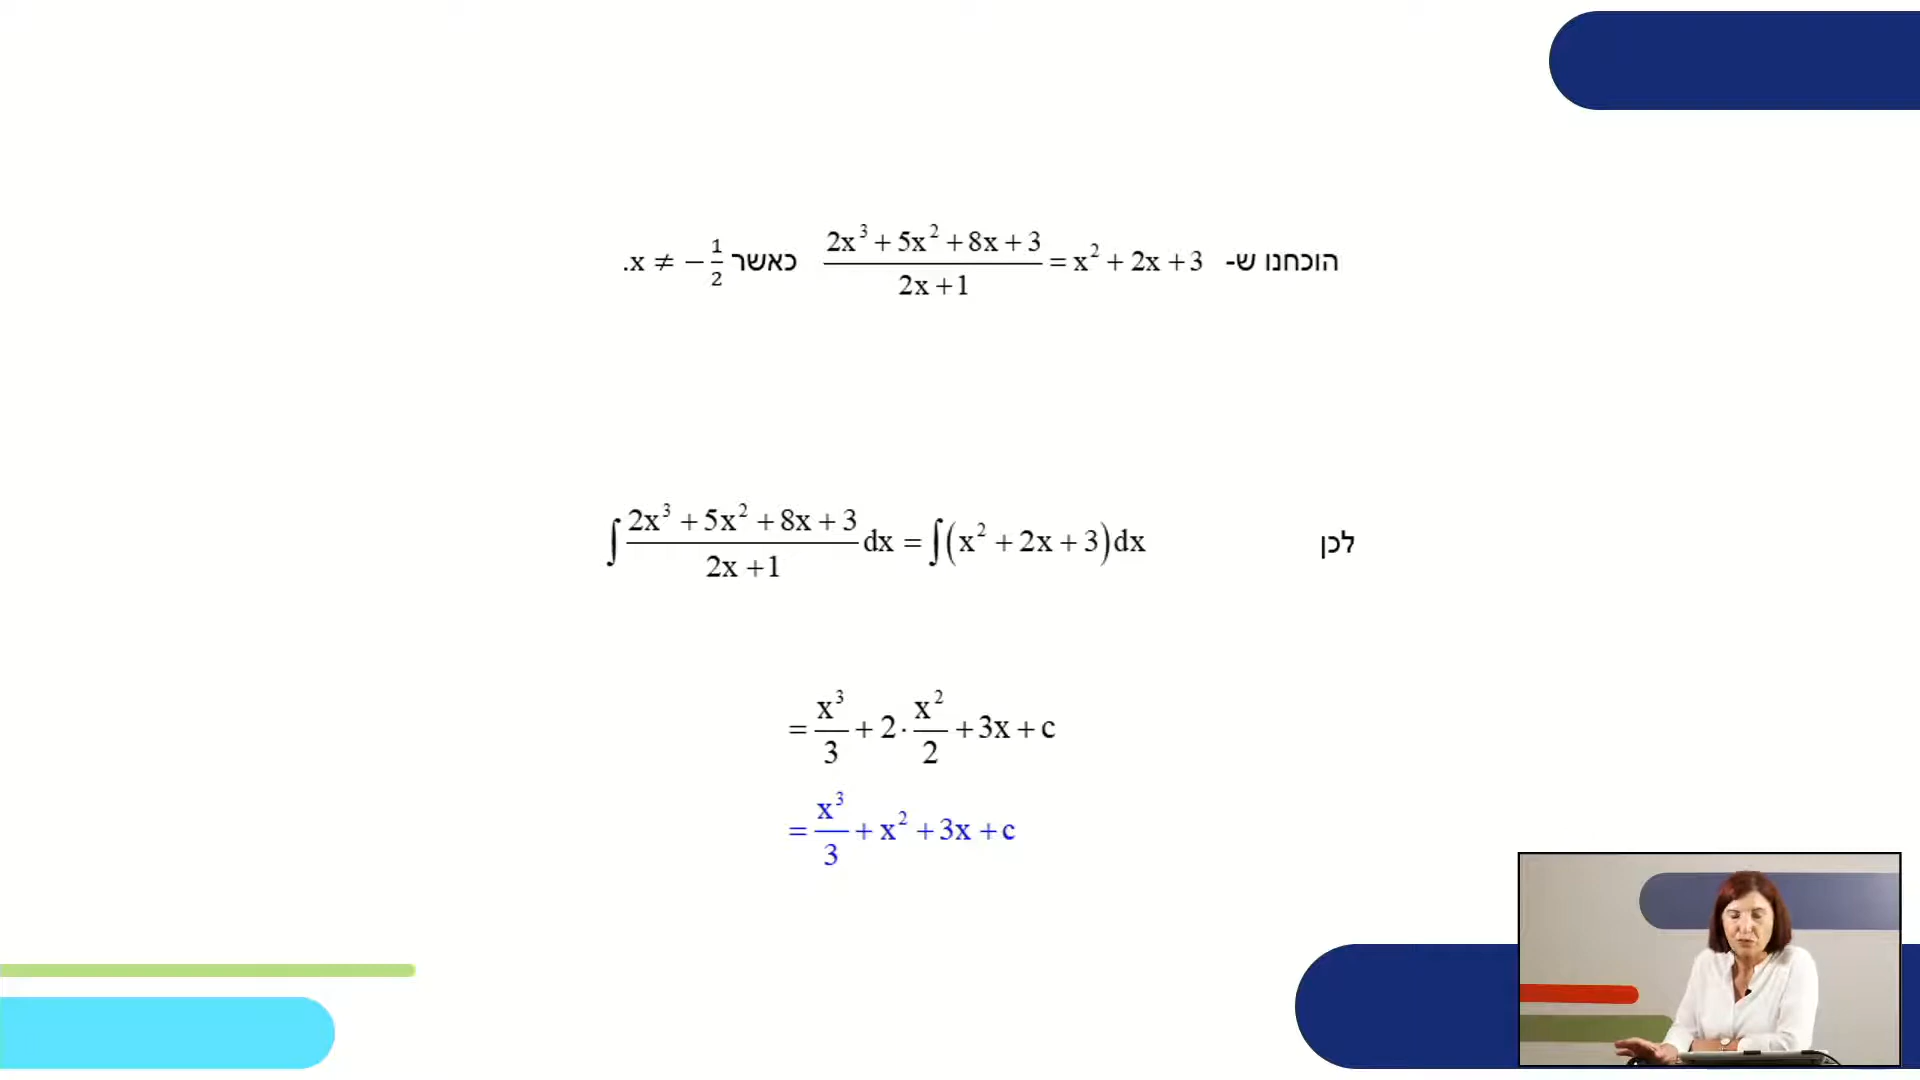 הוכחנו ש- (2x³ + 5x² + 8x + 3)/(2x + 1) = x² + 2x + 3 כאשר x ≠ −1/2.
לכן ∫ (2x³ + 5x² + 8x + 3)/(2x + 1) dx = ∫(x² + 2x + 3)dx
= x³/3 + 2 · x²/2 + 3x + c
= x³/3 + x² + 3x + c